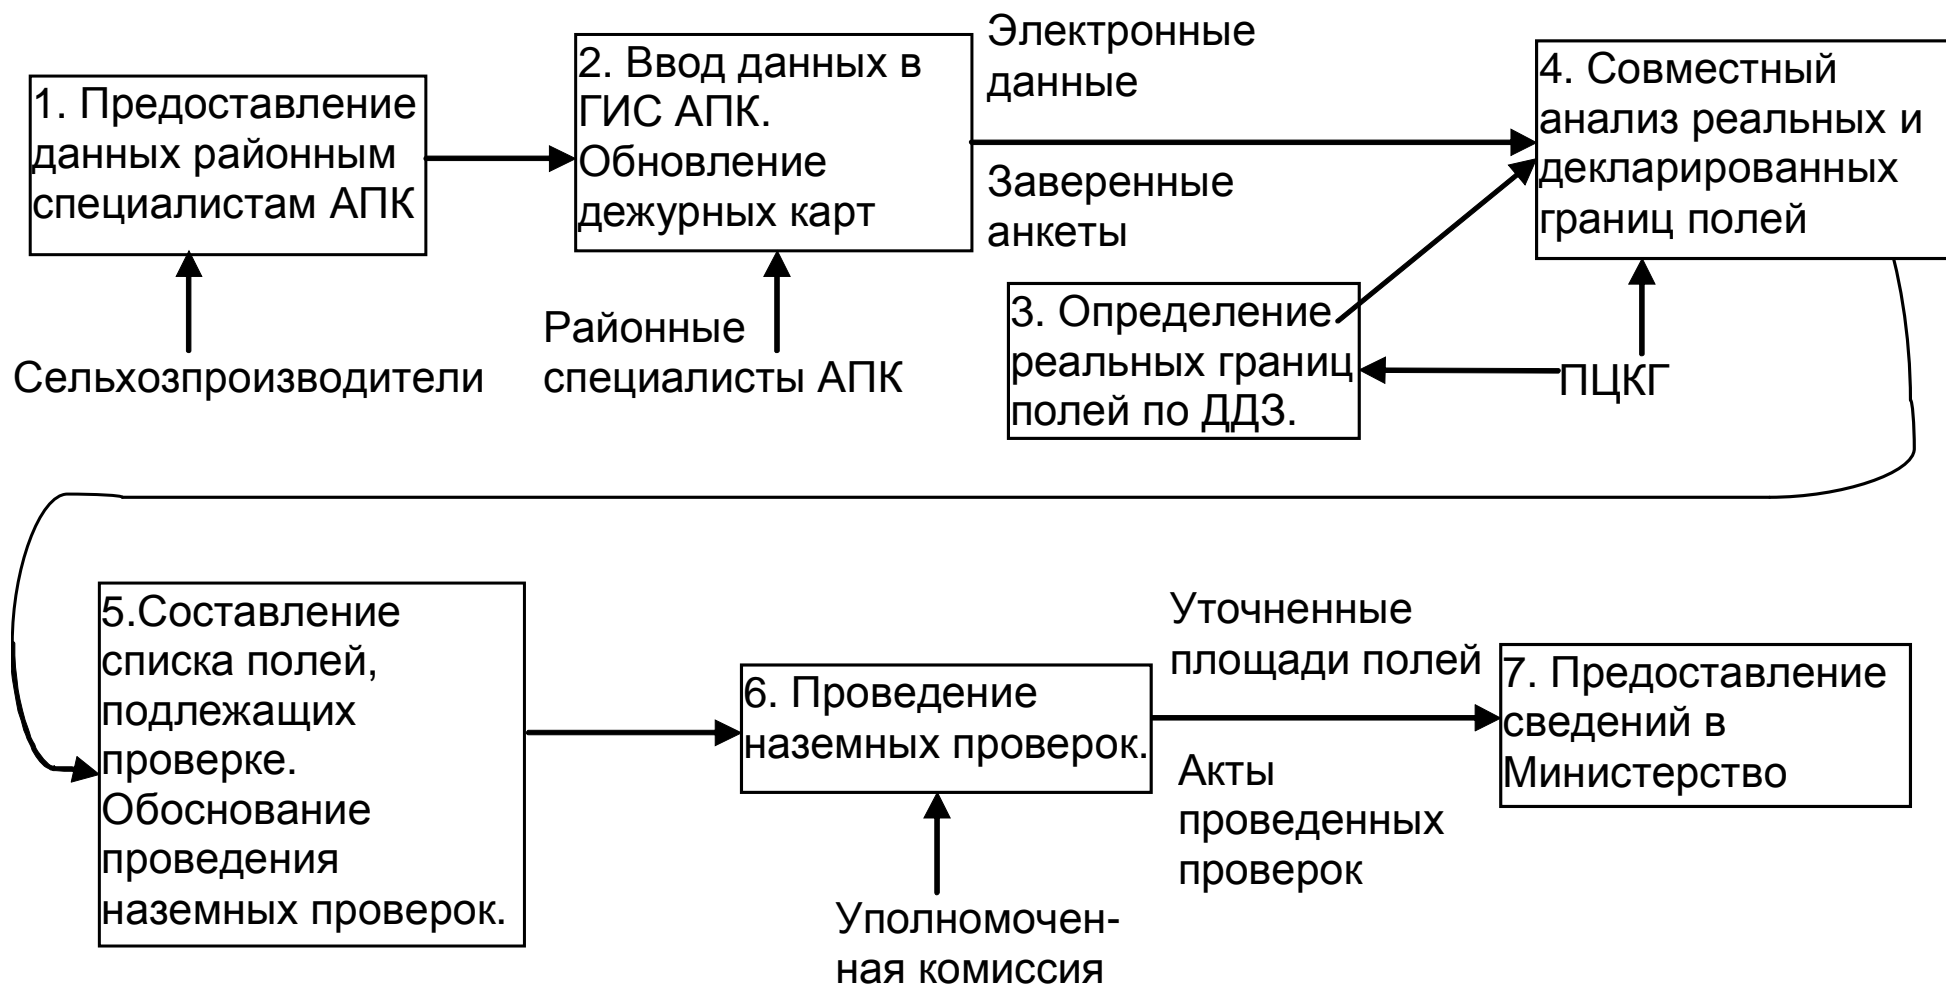 1. Предоставление
данных районным
специалистам АПК
Сельхозпроизводители
2. Ввод данных в
ГИС АПК.
Обновление
дежурных карт
Районные
специалисты АПК
Электронные
данные
Заверенные
анкеты
3. Определение
реальных границ
полей по ДДЗ.
ПЦКГ
4. Совместный
анализ реальных и
декларированных
границ полей
5.Составление
списка полей,
подлежащих
проверке.
Обоснование
проведения
наземных проверок.
6. Проведение
наземных проверок.
Уполномочен-
ная комиссия
Уточненные
площади полей
Акты
проведенных
проверок
7. Предоставление
сведений в
Министерство